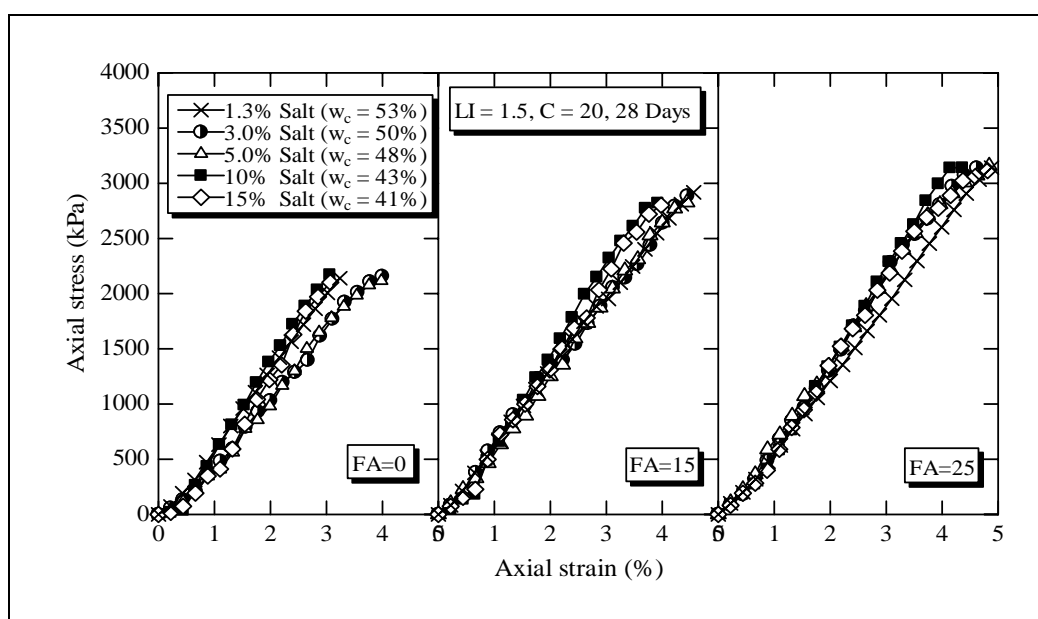 4000
3500
3000
2500
2000
1500
1000
500
0
Axial stress (kPa)
1.3% Salt (w_c = 53%)
3.0% Salt (w_c = 50%)
5.0% Salt (w_c = 48%)
10% Salt (w_c = 43%)
15% Salt (w_c = 41%)
LI = 1.5, C = 20, 28 Days
FA=0
FA=15
FA=25
0 1 2 3 4 5
0 1 2 3 4 5
0 1 2 3 4 5
Axial strain (%)